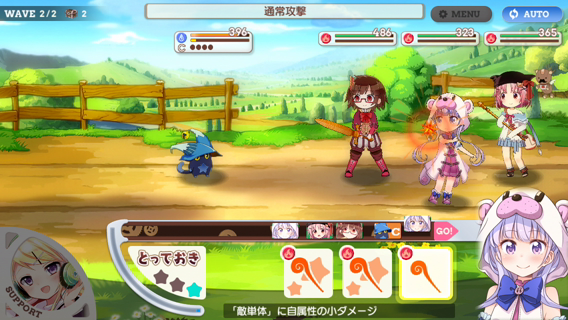 WAVE 2/2 2
通常攻撃
MENU
AUTO
396
C
486
323
365
C
GO!
とっておき
SUPPORT
「敵単体」に自属性の小ダメージ